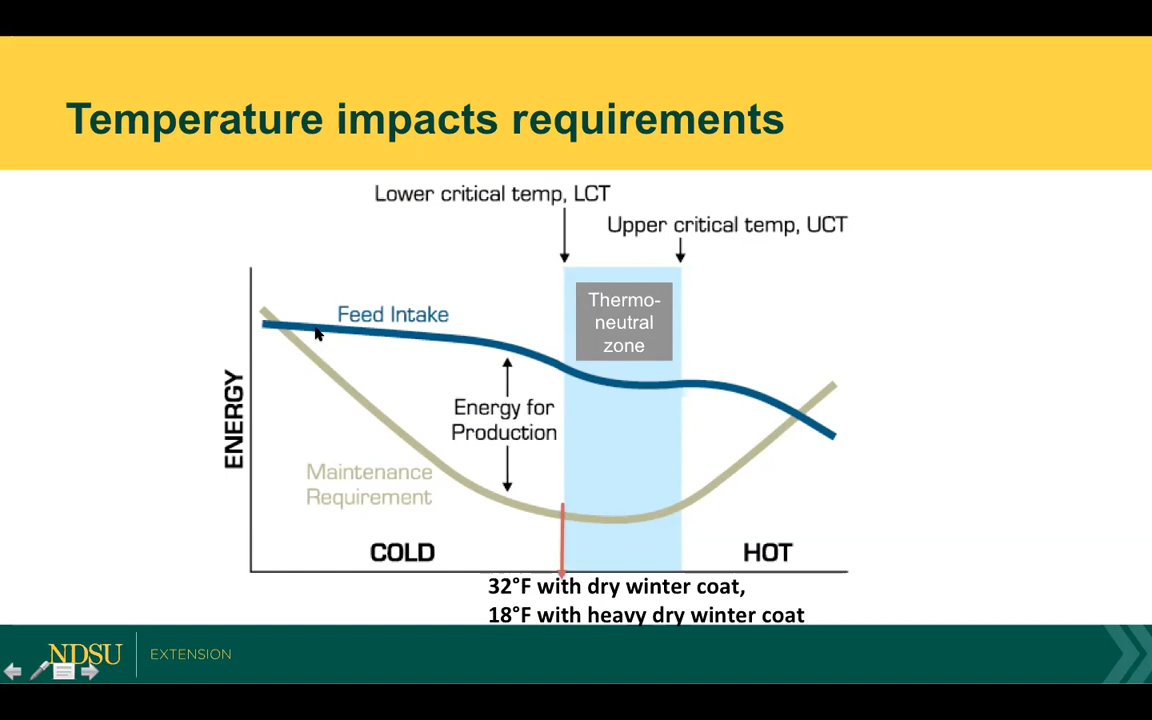 Temperature impacts requirements
Lower critical temp, LCT
Upper critical temp, UCT
Thermo-
neutral
zone
Feed Intake
ENERGY
Energy for
Production
Maintenance
Requirement
COLD
HOT
32°F with dry winter coat,
18°F with heavy dry winter coat
NDSU
EXTENSION